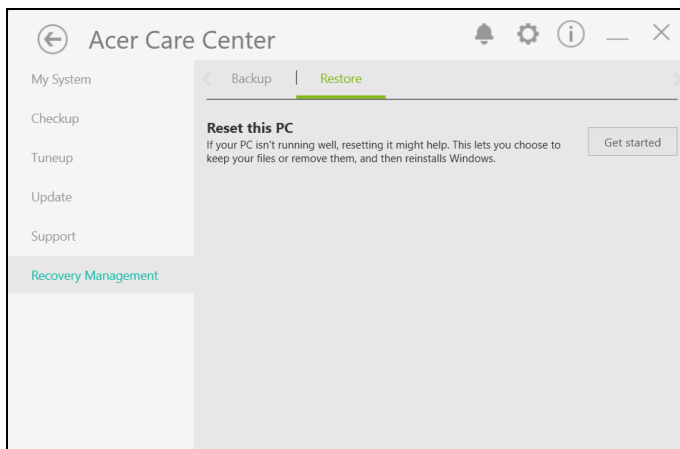 Acer Care Center
My System
Checkup
Tuneup
Update
Support
Recovery Management
Backup | Restore
Reset this PC
If your PC isn't running well, resetting it might help. This lets you choose to
keep your files or remove them, and then reinstalls Windows.
Get started